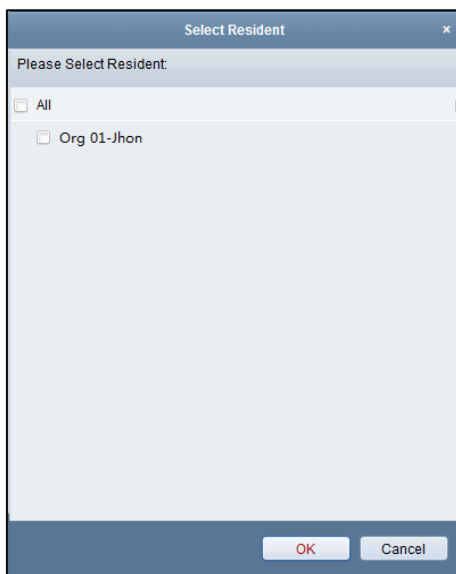 Select Resident ×
Please Select Resident:
All
Org 01-Jhon
OK Cancel